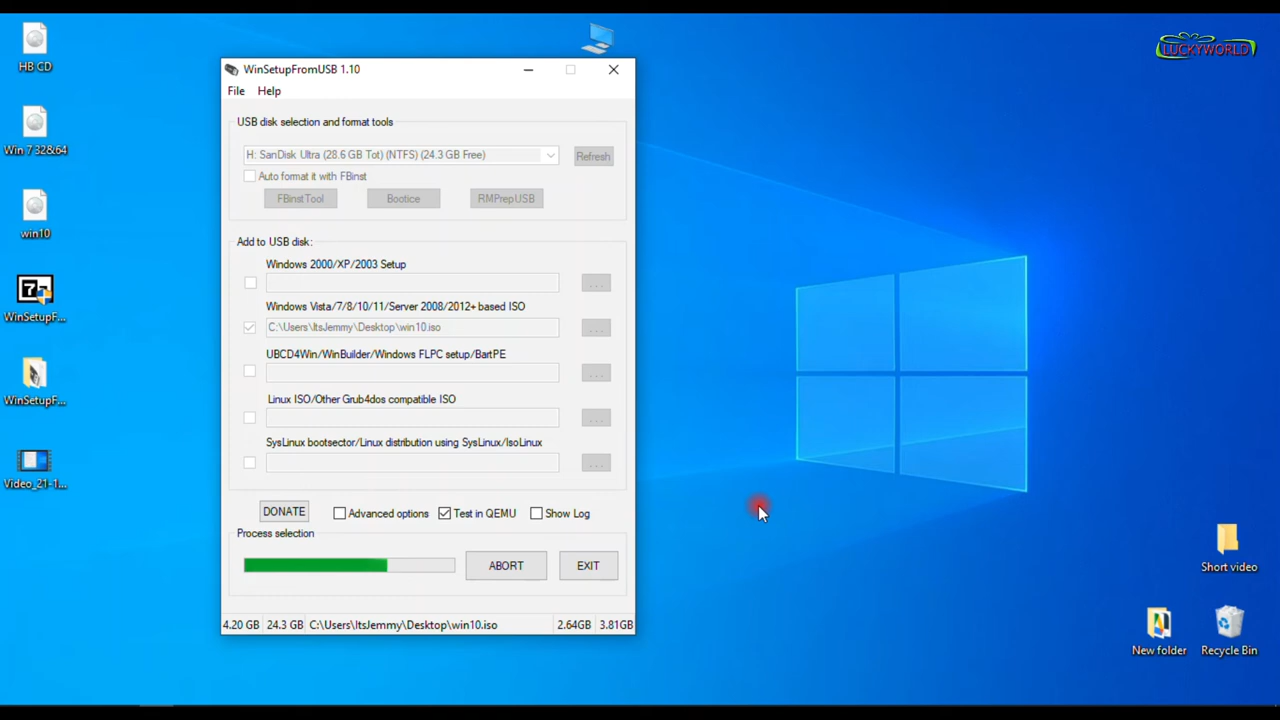 HB CD
Win 7 32&64
win10
WinSetupF...
WinSetupF...
Video_21-1...
LUCKYWORLD
WinSetupFromUSB 1.10
File Help
USB disk selection and format tools
H: SanDisk Ultra (28.6 GB Tot) (NTFS) (24.3 GB Free)
Refresh
Auto format it with FBinst
FBinstTool Bootice RMPrepUSB
Add to USB disk:
Windows 2000/XP/2003 Setup
...
Windows Vista/7/8/10/11/Server 2008/2012+ based ISO
C:\Users\ItsJemmy\Desktop\win10.iso ...
UBCD4Win/WinBuilder/Windows FLPC setup/BartPE
...
Linux ISO/Other Grub4dos compatible ISO
...
SysLinux bootsector/Linux distribution using SysLinux/IsoLinux
...
DONATE Advanced options Test in QEMU Show Log
Process selection
ABORT EXIT
4.20 GB 24.3 GB C:\Users\ItsJemmy\Desktop\win10.iso 2.64GB 3.81GB
Short video
New folder
Recycle Bin